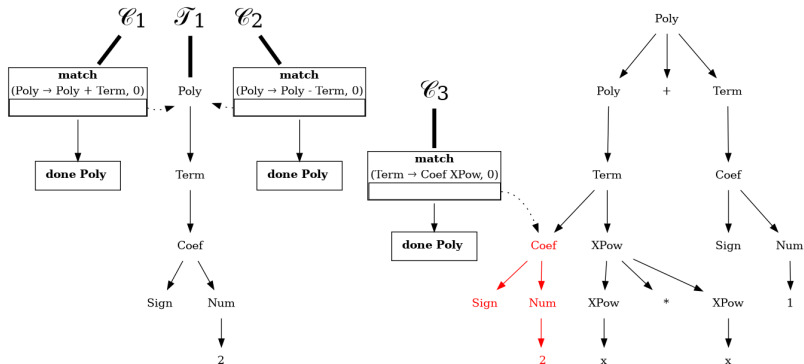 𝒞1 𝒯1 𝒞2
Poly
match match
(Poly → Poly + Term, 0) Poly (Poly → Poly - Term, 0) Poly + Term
𝒞3
match
done Poly Term done Poly (Term → Coef XPow, 0) Term Coef
Coef done Poly Coef XPow Sign Num
Sign Num Sign Num XPow * XPow 1
2 2 x x